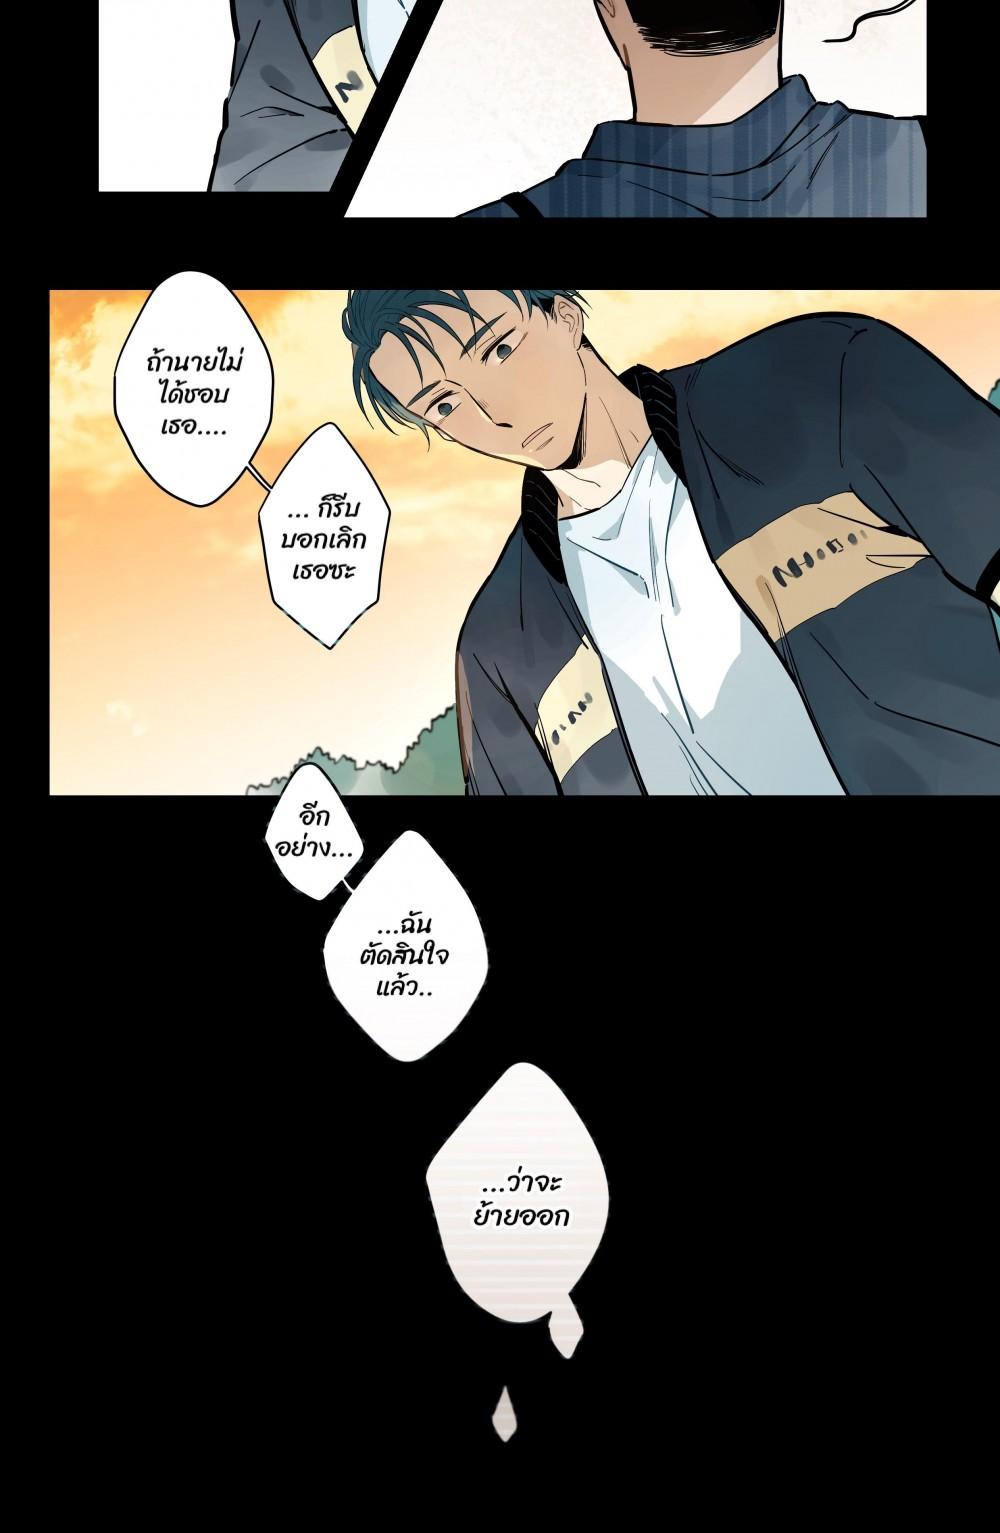 ถ้านายไม่
ได้ชอบ
เธอ....
... ก็รีบ
บอกเลิก
เธอซะ
อีก
อย่าง...
...ฉัน
ตัดสินใจ
แล้ว..
...ว่าจะ
ย้ายออก